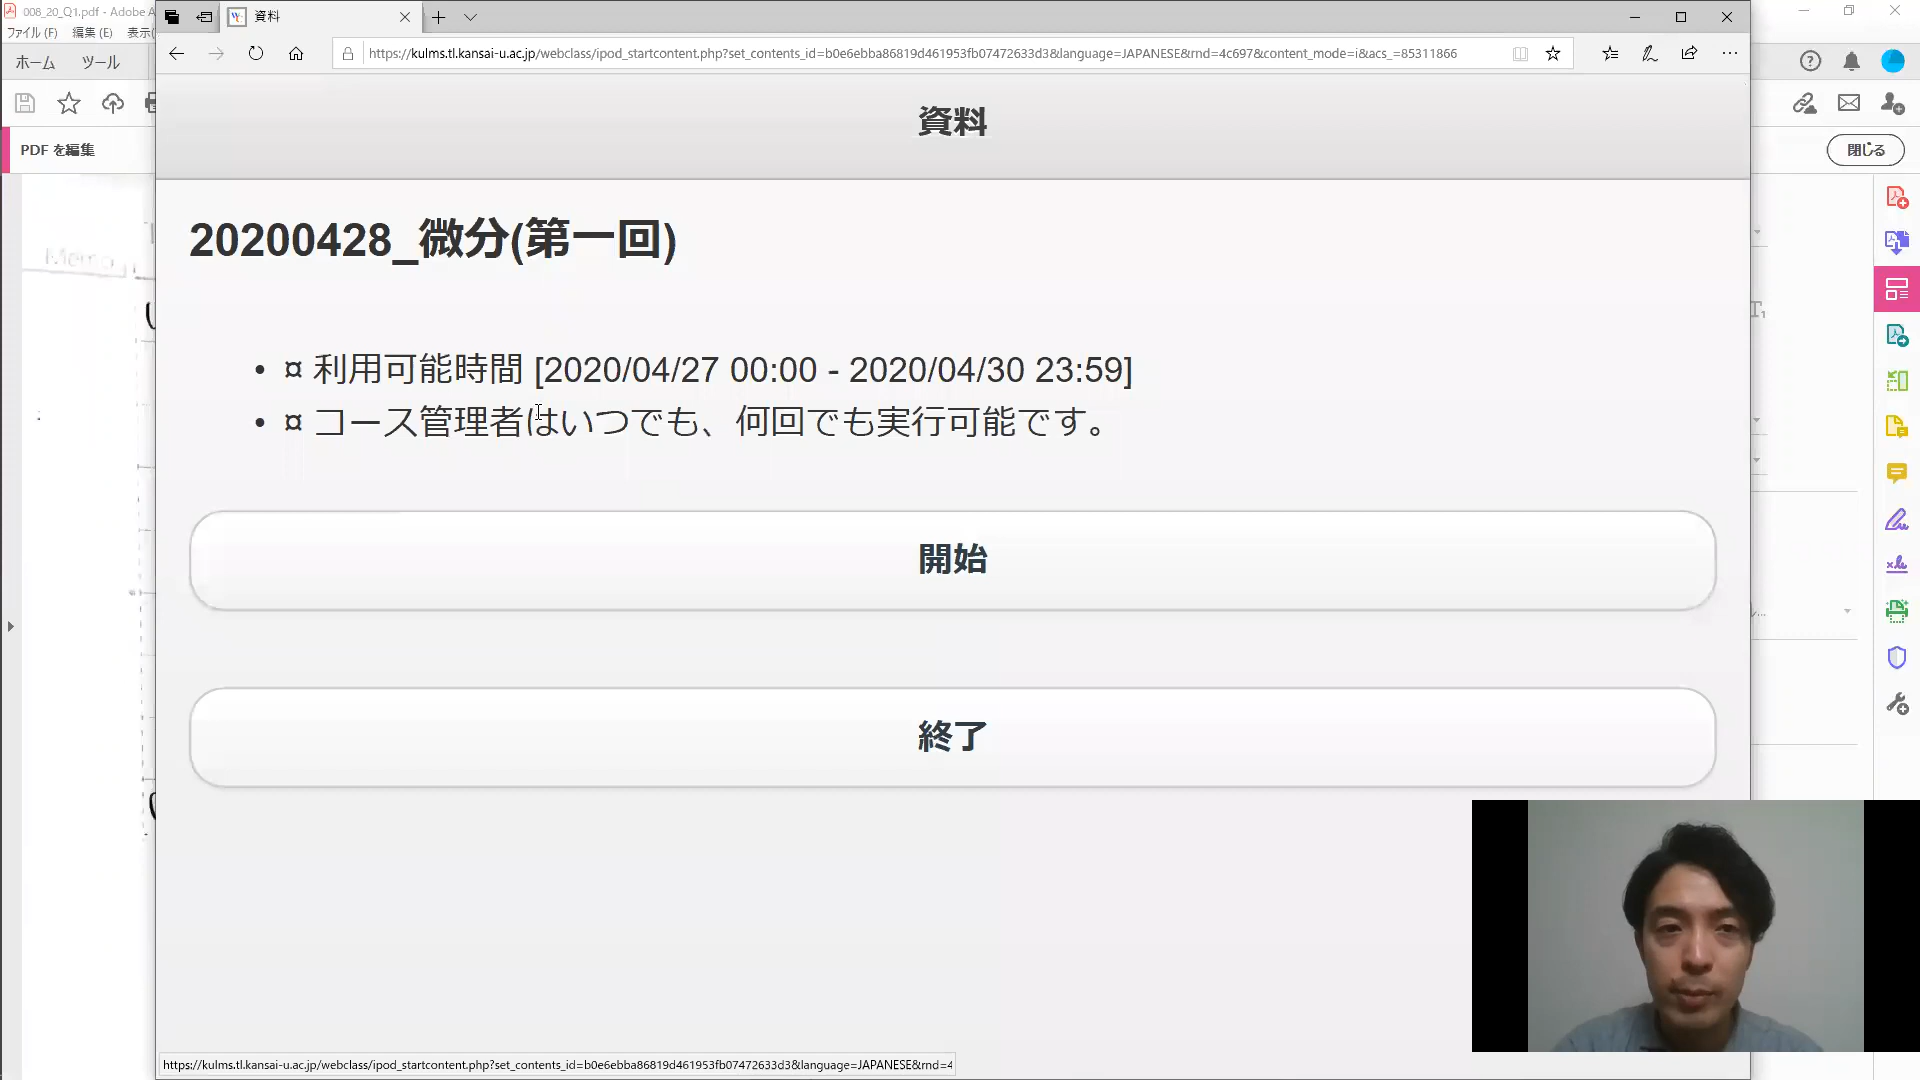 008_20_Q1.pdf - Adobe A
資料
ファイル(F) 編集(E) 表示(
https://kulms.tl.kansai-u.ac.jp/webclass/ipod_startcontent.php?set_contents_id=b0e6ebba86819d461953fb07472633d3&language=JAPANESE&rnd=4c697&content_mode=i&acs_=85311866
ホーム ツール
資料
PDF を編集
閉じる
20200428_微分(第一回)
Memo
¤ 利用可能時間 [2020/04/27 00:00 - 2020/04/30 23:59]
¤ コース管理者はいつでも、何回でも実行可能です。
開始
終了
https://kulms.tl.kansai-u.ac.jp/webclass/ipod_startcontent.php?set_contents_id=b0e6ebba86819d461953fb07472633d3&language=JAPANESE&rnd=4